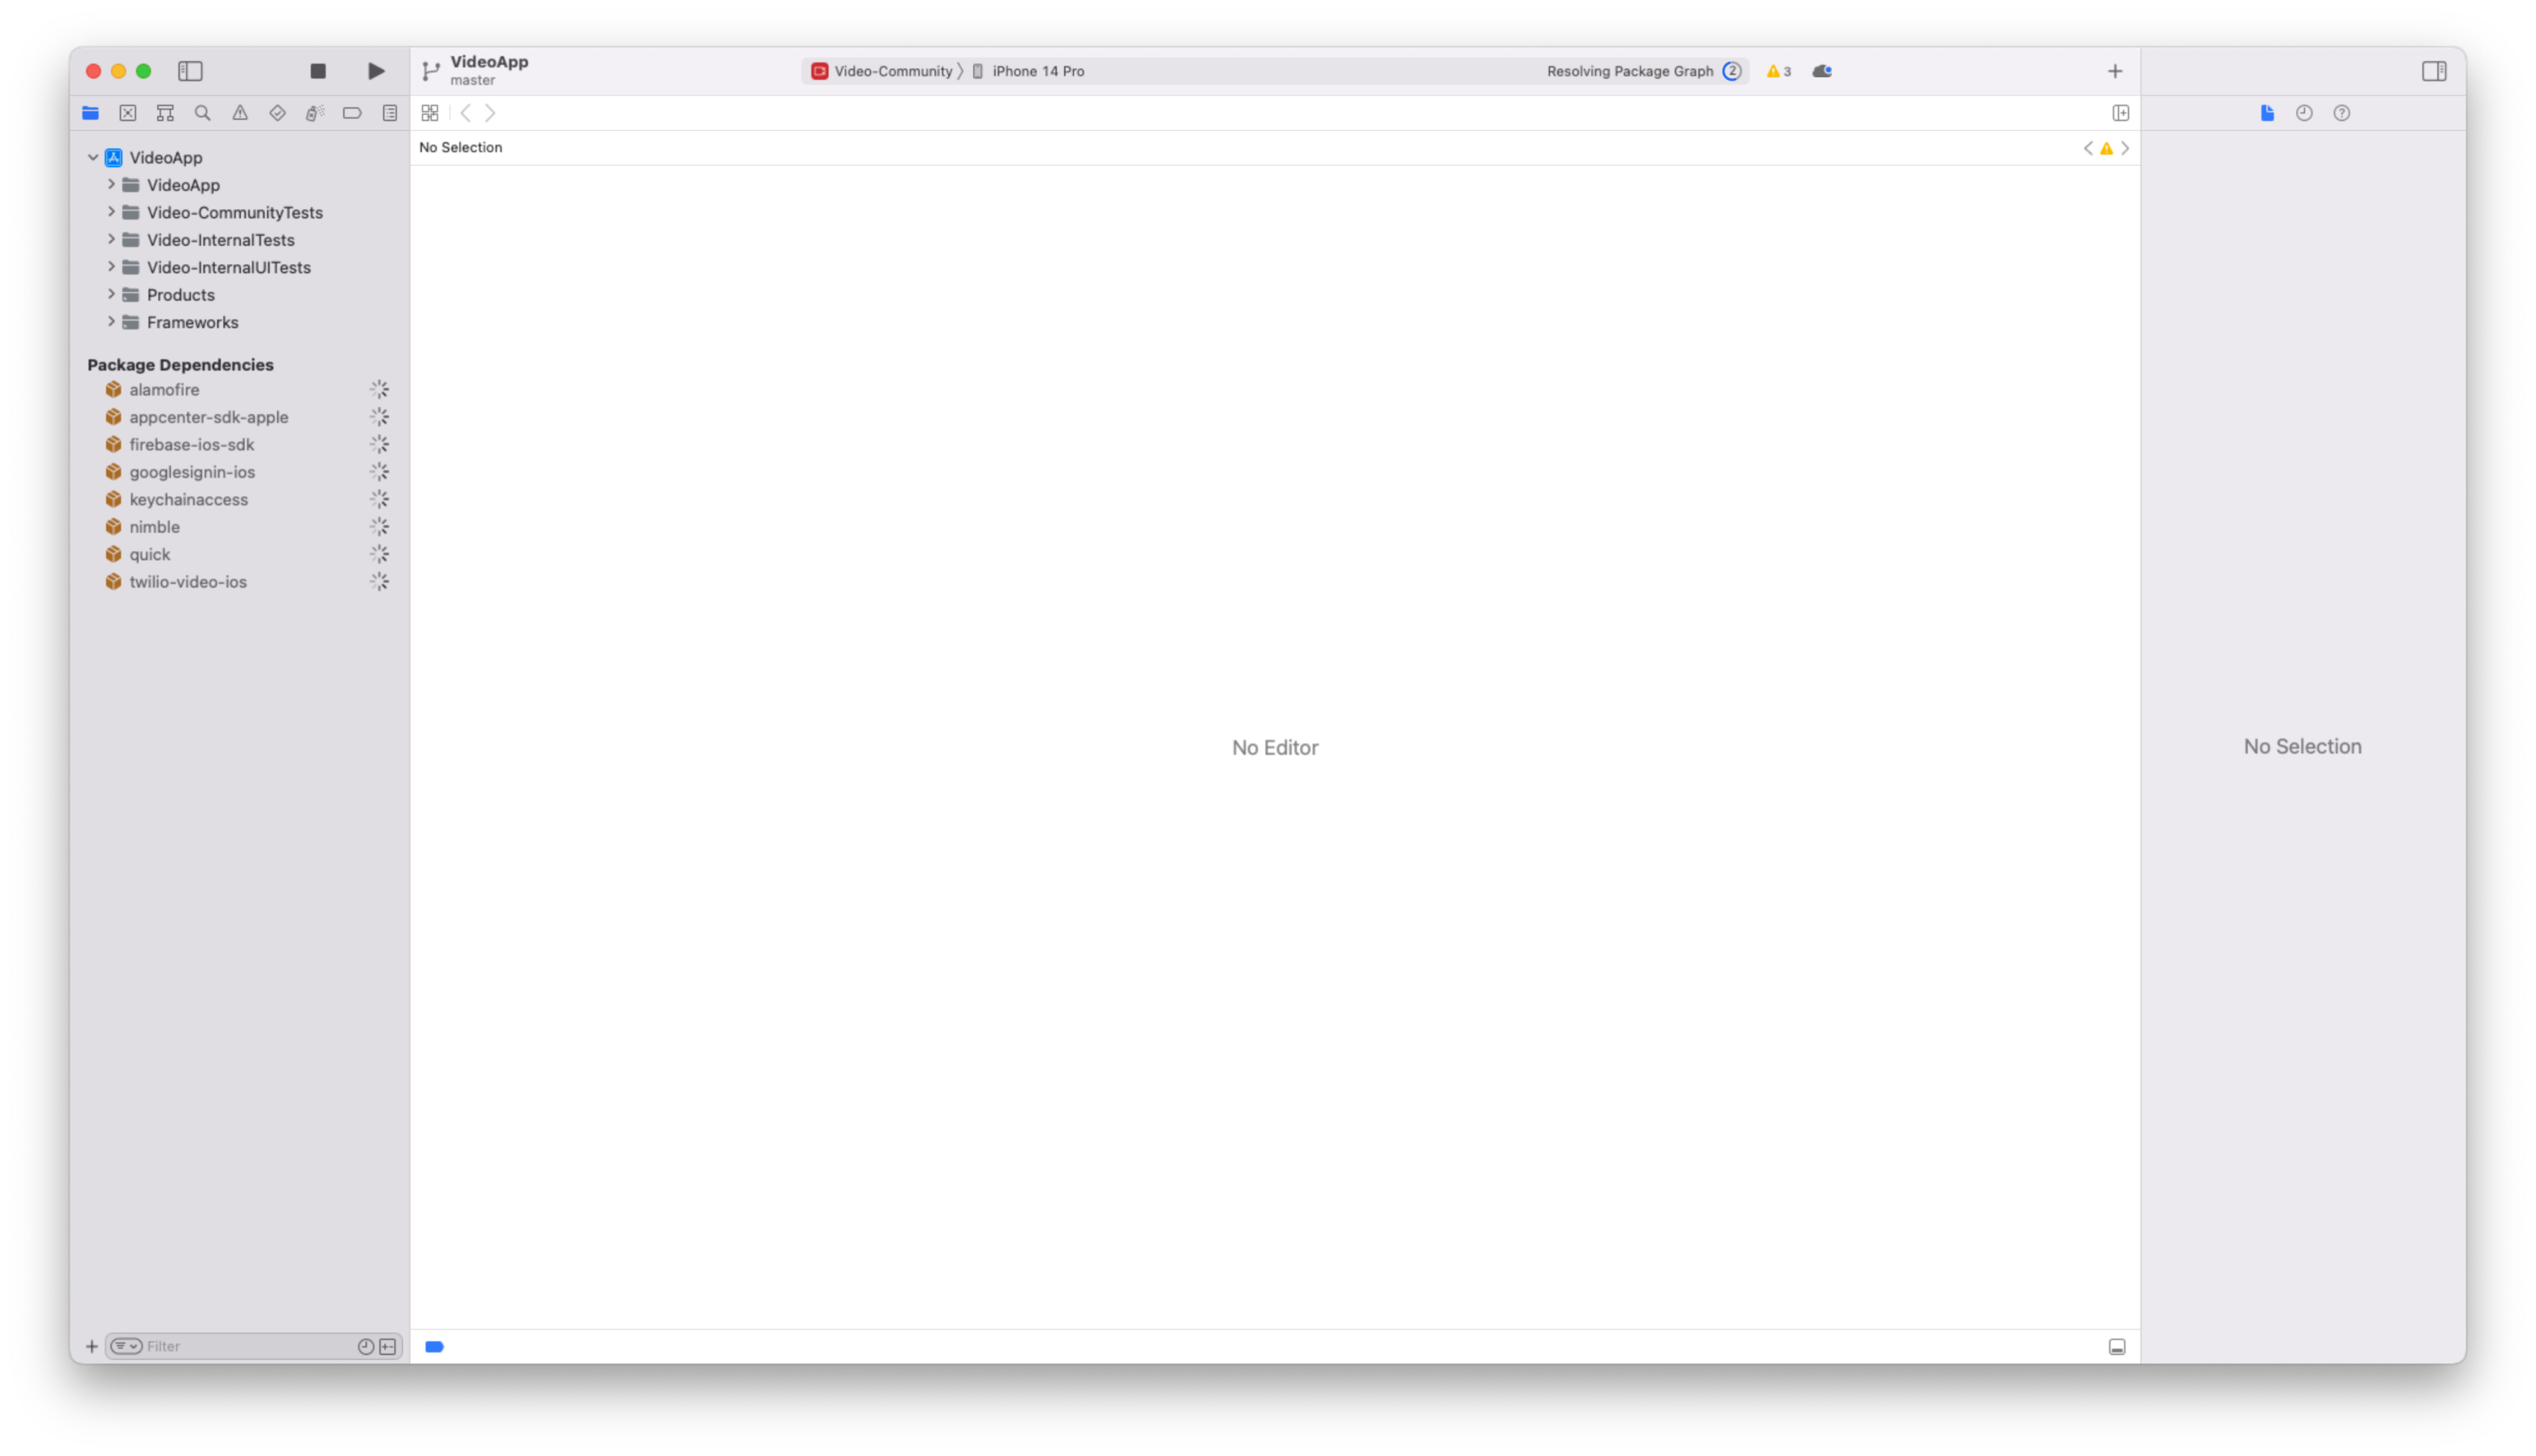 VideoApp
master
Video-Community
iPhone 14 Pro
Resolving Package Graph
2
3
No Selection
VideoApp
VideoApp
Video-CommunityTests
Video-InternalTests
Video-InternalUITests
Products
Frameworks
Package Dependencies
alamofire
appcenter-sdk-apple
firebase-ios-sdk
googlesignin-ios
keychainaccess
nimble
quick
twilio-video-ios
No Editor
No Selection
Filter